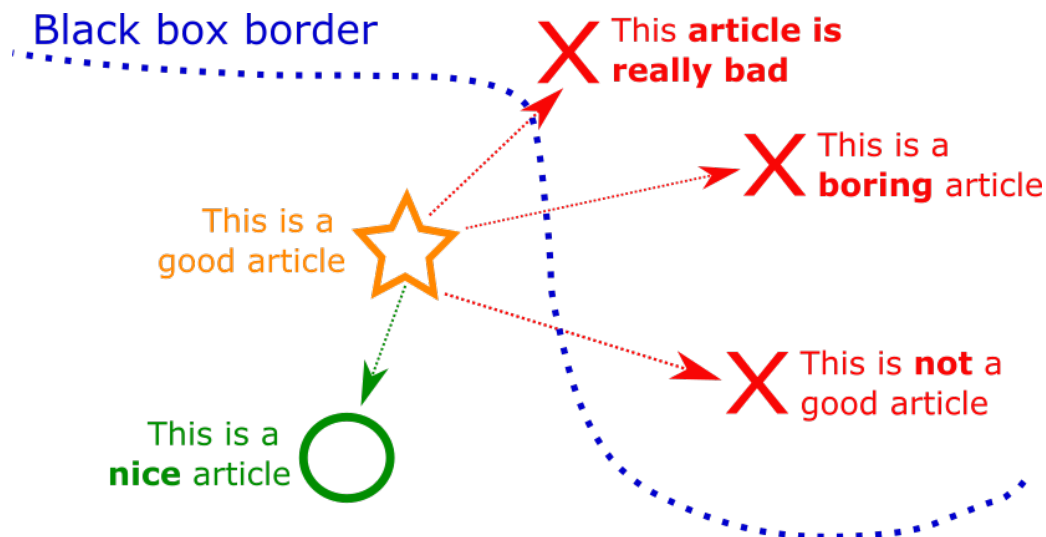 Black box border
This article is
really bad
This is a
boring article
This is a
good article
This is not a
good article
This is a
nice article